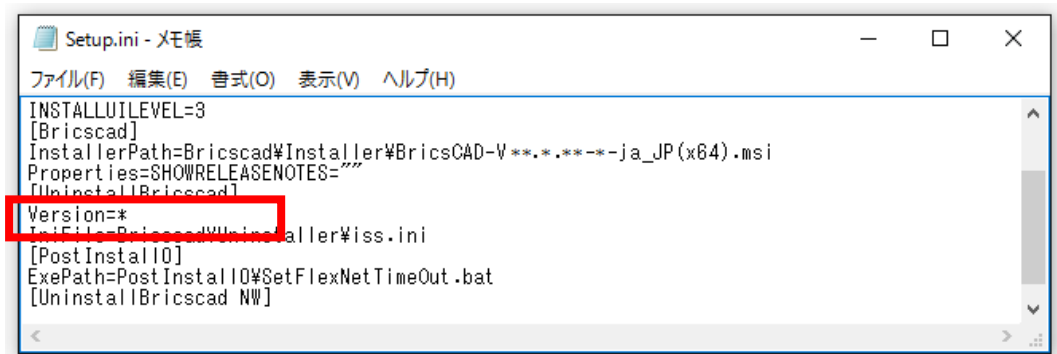 Setup.ini - メモ帳
ファイル(F) 編集(E) 書式(O) 表示(V) ヘルプ(H)
INSTALLUILEVEL=3
[Bricscad]
InstallerPath=Bricscad¥Installer¥BricsCAD-V**.*.**-*-ja_JP(x64).msi
Properties=SHOWRELEASENOTES=""
[UninstallBricscad]
Version=*
IniFile=Bricscad¥Uninstaller¥iss.ini
[PostInstall0]
ExePath=PostInstall0¥SetFlexNetTimeOut.bat
[UninstallBricscad NW]